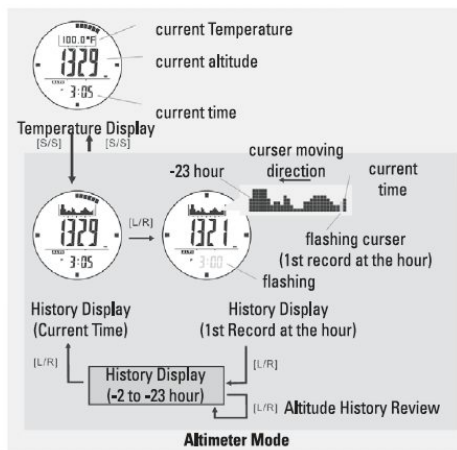 current Temperature
100.0°F
1329
current altitude
3:05
current time
Temperature Display
[S/S] [S/S]
curser moving
direction
-23 hour
current
time
[L/R]
1329
1321
3:05
3:00
flashing curser
(1st record at the hour)
flashing
History Display
(Current Time)
History Display
(1st Record at the hour)
[L/R]
[L/R]
History Display
(-2 to -23 hour)
[L/R] Altitude History Review
Altimeter Mode